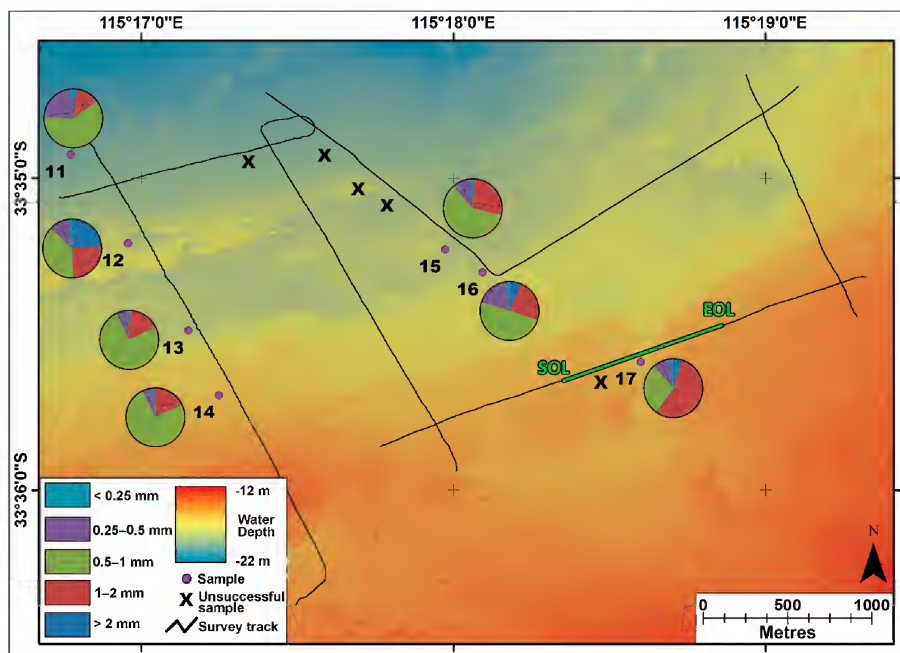 115°17'0"E 115°18'0"E 115°19'0"E
33°35'0"S
33°36'0"S
11
12
13
14
15
16
17
SOL
EOL
X
X
X
X
X
< 0.25 mm
0.25–0.5 mm
0.5–1 mm
1–2 mm
> 2 mm
-12 m
Water
Depth
-22 m
Sample
X Unsuccessful
sample
Survey track
N
0 500 1000
Metres